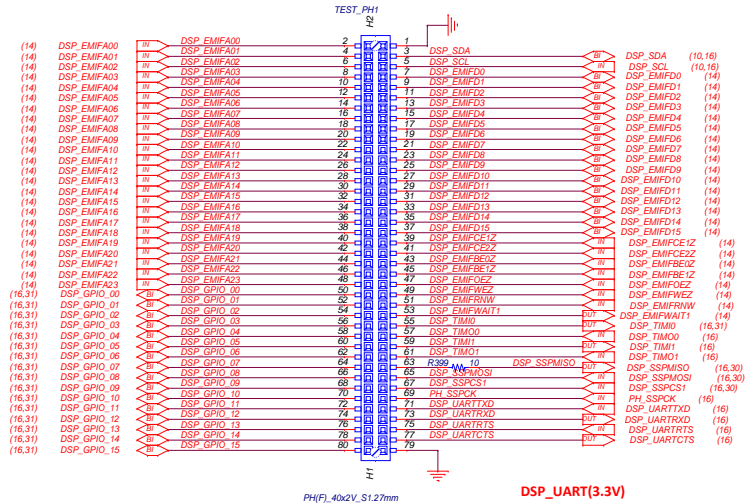 TEST_PH1
H2
(14) DSP_EMIFA00 IN DSP_EMIFA00 2 1
(14) DSP_EMIFA01 IN DSP_EMIFA01 4 3 DSP_SDA BI DSP_SDA (10,16)
(14) DSP_EMIFA02 IN DSP_EMIFA02 6 5 DSP_SCL IN DSP_SCL (10,16)
(14) DSP_EMIFA03 IN DSP_EMIFA03 8 7 DSP_EMIFD0 BI DSP_EMIFD0 (14)
(14) DSP_EMIFA04 IN DSP_EMIFA04 10 9 DSP_EMIFD1 BI DSP_EMIFD1 (14)
(14) DSP_EMIFA05 IN DSP_EMIFA05 12 11 DSP_EMIFD2 BI DSP_EMIFD2 (14)
(14) DSP_EMIFA06 IN DSP_EMIFA06 14 13 DSP_EMIFD3 BI DSP_EMIFD3 (14)
(14) DSP_EMIFA07 IN DSP_EMIFA07 16 15 DSP_EMIFD4 BI DSP_EMIFD4 (14)
(14) DSP_EMIFA08 IN DSP_EMIFA08 18 17 DSP_EMIFD5 BI DSP_EMIFD5 (14)
(14) DSP_EMIFA09 IN DSP_EMIFA09 20 19 DSP_EMIFD6 BI DSP_EMIFD6 (14)
(14) DSP_EMIFA10 IN DSP_EMIFA10 22 21 DSP_EMIFD7 BI DSP_EMIFD7 (14)
(14) DSP_EMIFA11 IN DSP_EMIFA11 24 23 DSP_EMIFD8 BI DSP_EMIFD8 (14)
(14) DSP_EMIFA12 IN DSP_EMIFA12 26 25 DSP_EMIFD9 BI DSP_EMIFD9 (14)
(14) DSP_EMIFA13 IN DSP_EMIFA13 28 27 DSP_EMIFD10 BI DSP_EMIFD10 (14)
(14) DSP_EMIFA14 IN DSP_EMIFA14 30 29 DSP_EMIFD11 BI DSP_EMIFD11 (14)
(14) DSP_EMIFA15 IN DSP_EMIFA15 32 31 DSP_EMIFD12 BI DSP_EMIFD12 (14)
(14) DSP_EMIFA16 IN DSP_EMIFA16 34 33 DSP_EMIFD13 BI DSP_EMIFD13 (14)
(14) DSP_EMIFA17 IN DSP_EMIFA17 36 35 DSP_EMIFD14 BI DSP_EMIFD14 (14)
(14) DSP_EMIFA18 IN DSP_EMIFA18 38 37 DSP_EMIFD15 BI DSP_EMIFD15 (14)
(14) DSP_EMIFA19 IN DSP_EMIFA19 40 39 DSP_EMIFCE1Z IN DSP_EMIFCE1Z (14)
(14) DSP_EMIFA20 IN DSP_EMIFA20 42 41 DSP_EMIFCE2Z IN DSP_EMIFCE2Z (14)
(14) DSP_EMIFA21 IN DSP_EMIFA21 44 43 DSP_EMIFBE0Z IN DSP_EMIFBE0Z (14)
(14) DSP_EMIFA22 IN DSP_EMIFA22 46 45 DSP_EMIFBE1Z IN DSP_EMIFBE1Z (14)
(14) DSP_EMIFA23 IN DSP_EMIFA23 48 47 DSP_EMIFOEZ IN DSP_EMIFOEZ (14)
(16,31) DSP_GPIO_00 BI DSP_GPIO_00 50 49 DSP_EMIFWEZ IN DSP_EMIFWEZ (14)
(16,31) DSP_GPIO_01 BI DSP_GPIO_01 52 51 DSP_EMIFRNW IN DSP_EMIFRNW (14)
(16,31) DSP_GPIO_02 BI DSP_GPIO_02 54 53 DSP_EMIFWAIT1 OUT DSP_EMIFWAIT1 (14)
(16,31) DSP_GPIO_03 BI DSP_GPIO_03 56 55 DSP_TIMI0 OUT DSP_TIMI0 (16,31)
(16,31) DSP_GPIO_04 BI DSP_GPIO_04 58 57 DSP_TIMO0 IN DSP_TIMO0 (16)
(16,31) DSP_GPIO_05 BI DSP_GPIO_05 60 59 DSP_TIMI1 OUT DSP_TIMI1 (16)
(16,31) DSP_GPIO_06 BI DSP_GPIO_06 62 61 DSP_TIMO1 IN DSP_TIMO1 (16)
(16,31) DSP_GPIO_07 BI DSP_GPIO_07 64 63 R399 10 DSP_SSPMISO OUT DSP_SSPMISO (16,30)
(16,31) DSP_GPIO_08 BI DSP_GPIO_08 66 65 DSP_SSPMOSI IN DSP_SSPMOSI (16,30)
(16,31) DSP_GPIO_09 BI DSP_GPIO_09 68 67 DSP_SSPCS1 IN DSP_SSPCS1 (16,30)
(16,31) DSP_GPIO_10 BI DSP_GPIO_10 70 69 PH_SSPCK IN PH_SSPCK (16)
(16,31) DSP_GPIO_11 BI DSP_GPIO_11 72 71 DSP_UARTTXD IN DSP_UARTTXD (16)
(16,31) DSP_GPIO_12 BI DSP_GPIO_12 74 73 DSP_UARTRXD OUT DSP_UARTRXD (16)
(16,31) DSP_GPIO_13 BI DSP_GPIO_13 76 75 DSP_UARTRTS IN DSP_UARTRTS (16)
(16,31) DSP_GPIO_14 BI DSP_GPIO_14 78 77 DSP_UARTCTS OUT DSP_UARTCTS (16)
(16,31) DSP_GPIO_15 BI DSP_GPIO_15 80 79
H1
PH(F)_40x2V_S1.27mm
DSP_UART(3.3V)